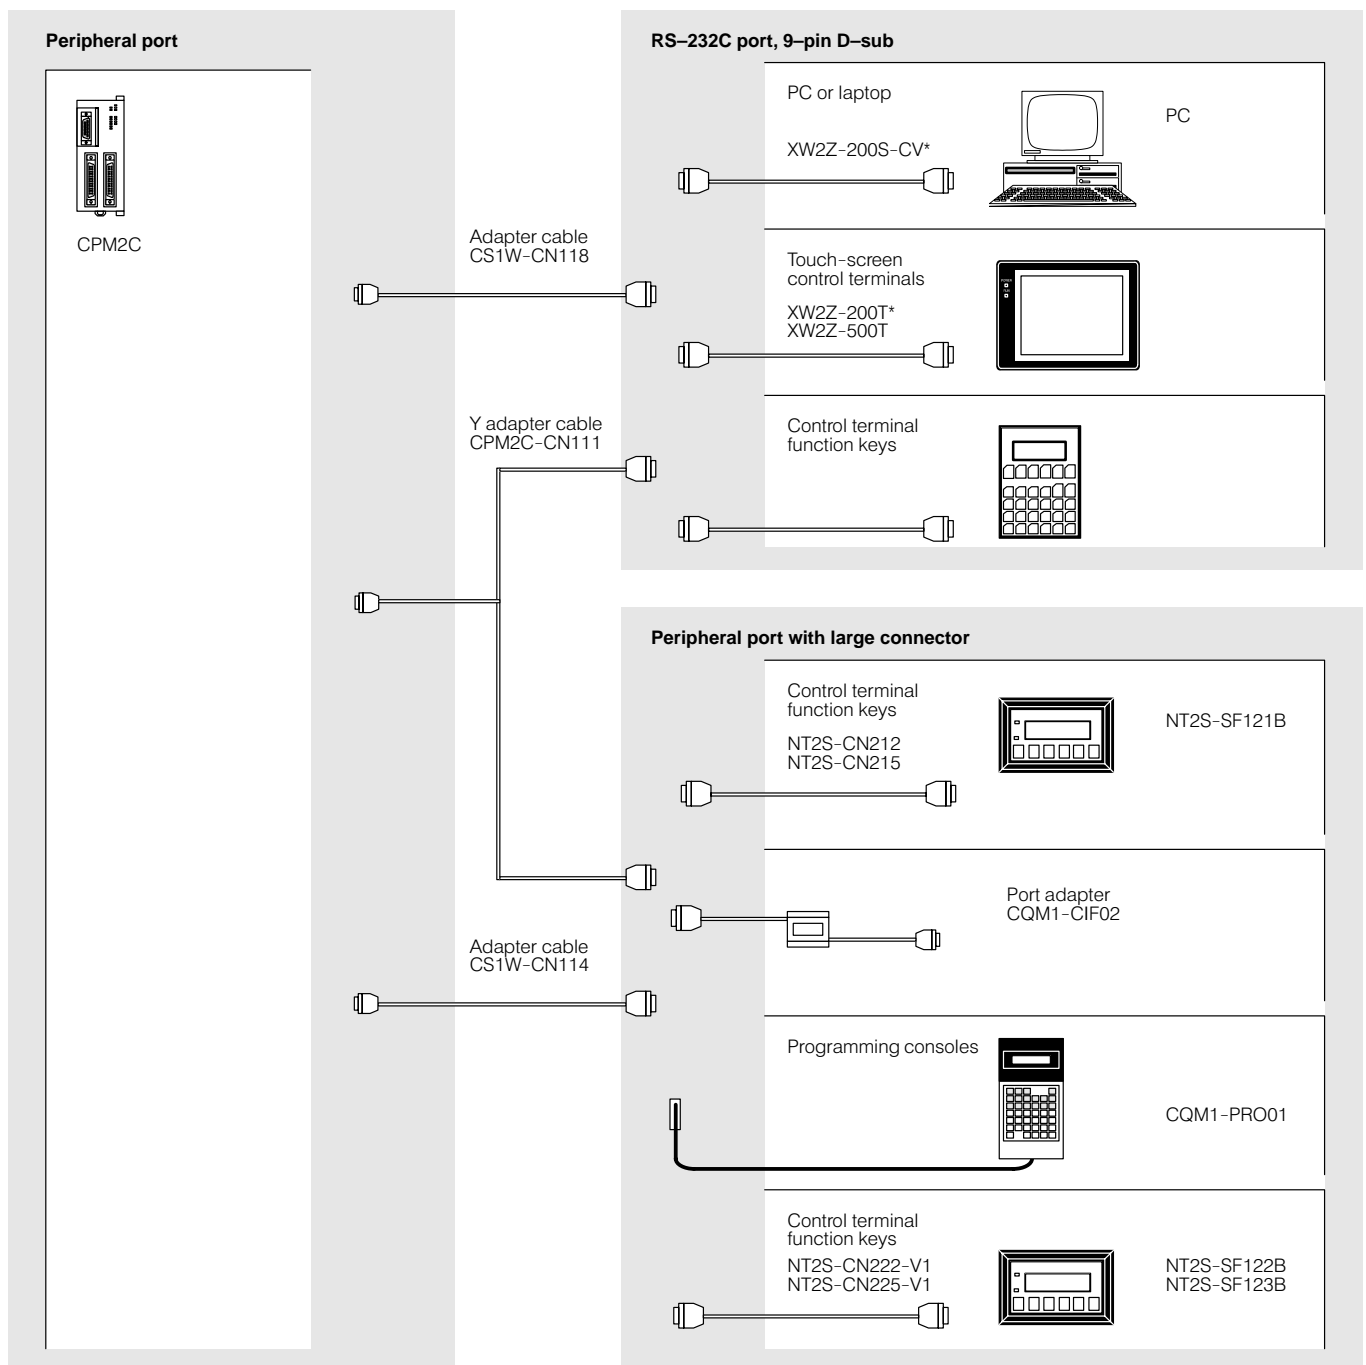 Peripheral port
CPM2C
Adapter cable
CS1W-CN118
Y adapter cable
CPM2C-CN111
Adapter cable
CS1W-CN114
RS–232C port, 9–pin D–sub
PC or laptop
XW2Z-200S-CV*
PC
Touch-screen
control terminals
XW2Z-200T*
XW2Z-500T
Control terminal
function keys
Peripheral port with large connector
Control terminal
function keys
NT2S-CN212
NT2S-CN215
NT2S-SF121B
Port adapter
CQM1-CIF02
Programming consoles
CQM1-PRO01
Control terminal
function keys
NT2S-CN222-V1
NT2S-CN225-V1
NT2S-SF122B
NT2S-SF123B